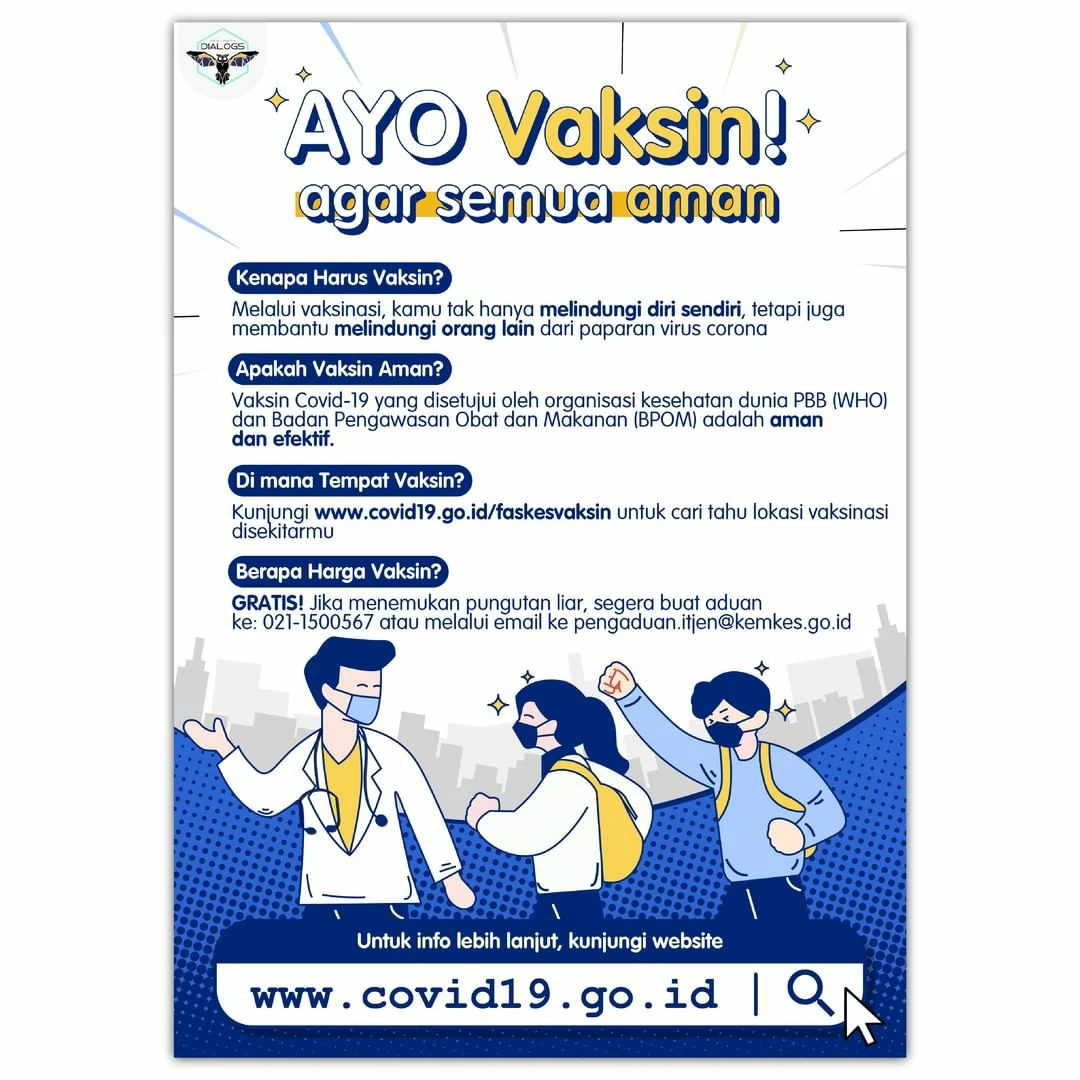 DIALOGS
AYO Vaksin!
agar semua aman
Kenapa Harus Vaksin?
Melalui vaksinasi, kamu tak hanya melindungi diri sendiri, tetapi juga
membantu melindungi orang lain dari paparan virus corona
Apakah Vaksin Aman?
Vaksin Covid-19 yang disetujui oleh organisasi kesehatan dunia PBB (WHO)
dan Badan Pengawasan Obat dan Makanan (BPOM) adalah aman
dan efektif.
Di mana Tempat Vaksin?
Kunjungi www.covid19.go.id/faskesvaksin untuk cari tahu lokasi vaksinasi
disekitarmu
Berapa Harga Vaksin?
GRATIS! Jika menemukan pungutan liar, segera buat aduan
ke: 021-1500567 atau melalui email ke pengaduan.itjen@kemkes.go.id
Untuk info lebih lanjut, kunjungi website
www.covid19.go.id |